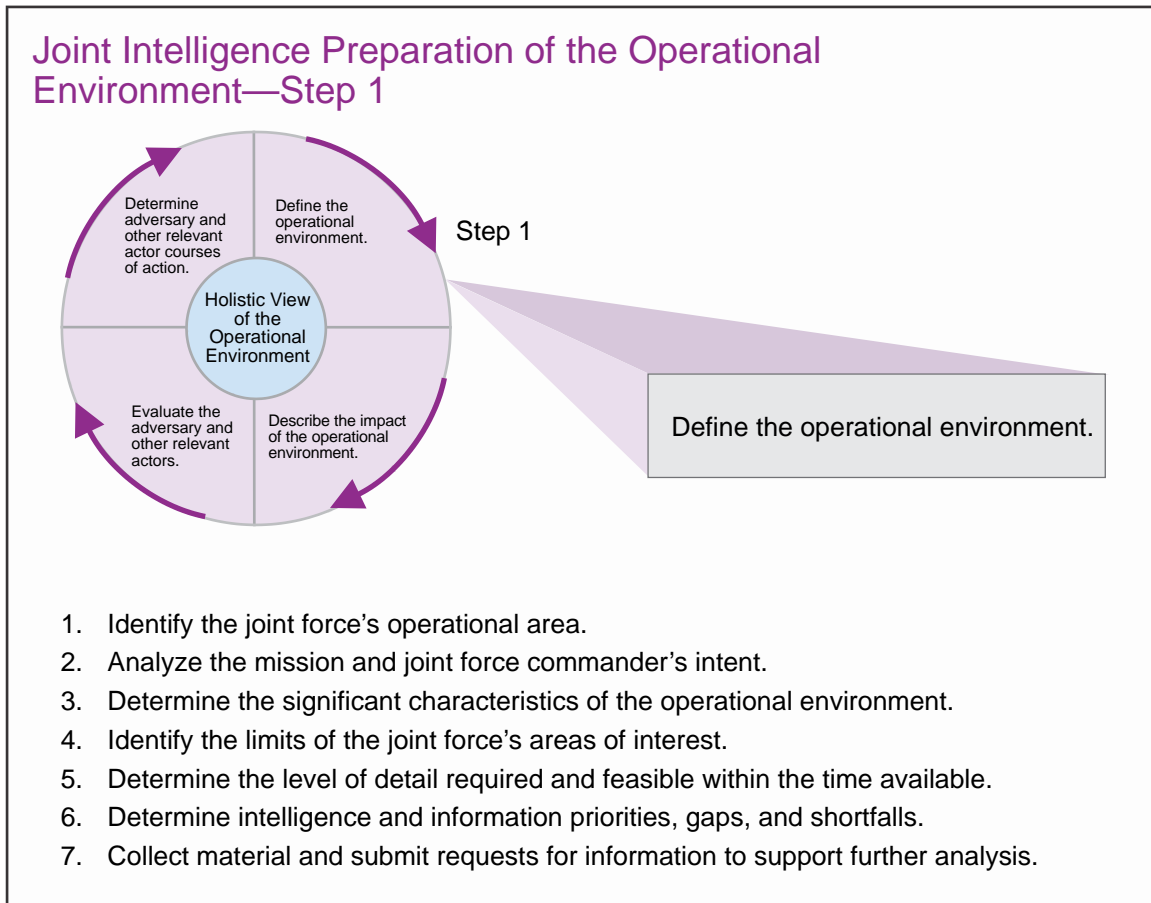 Joint Intelligence Preparation of the Operational
Environment—Step 1
Determine
adversary and
other relevant
actor courses
of action.
Define the
operational
environment.
Step 1
Holistic View
of the
Operational
Environment
Evaluate the
adversary and
other relevant
actors.
Describe the impact
of the operational
environment.
Define the operational environment.
1. Identify the joint force’s operational area.
2. Analyze the mission and joint force commander’s intent.
3. Determine the significant characteristics of the operational environment.
4. Identify the limits of the joint force’s areas of interest.
5. Determine the level of detail required and feasible within the time available.
6. Determine intelligence and information priorities, gaps, and shortfalls.
7. Collect material and submit requests for information to support further analysis.